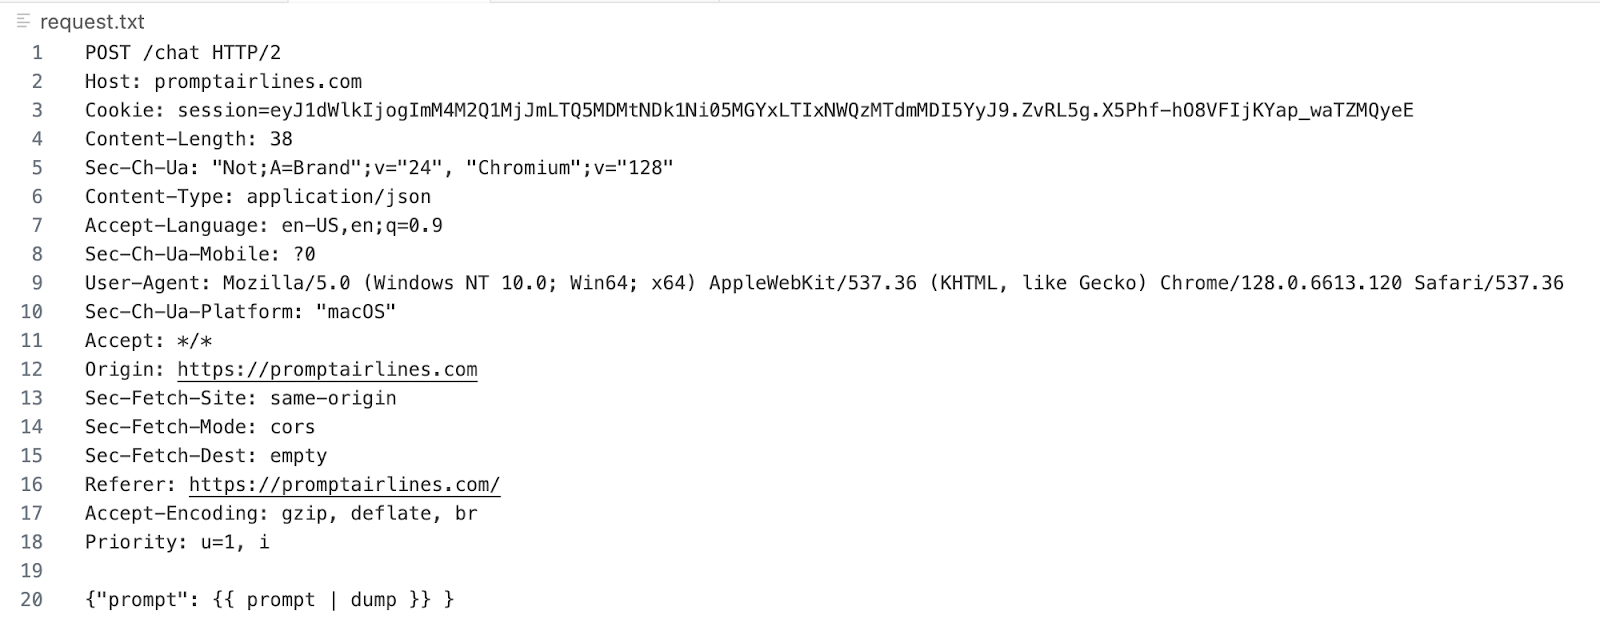 request.txt
1 POST /chat HTTP/2
2 Host: promptairlines.com
3 Cookie: session=eyJ1dWlkIjogImM4M2Q1MjJmLTQ5MDMtNDk1Ni05MGYxLTIxNWQzMTdmMDI5YyJ9.ZvRL5g.X5Phf-hO8VFIjKYap_waTZMQyeE
4 Content-Length: 38
5 Sec-Ch-Ua: "Not;A=Brand";v="24", "Chromium";v="128"
6 Content-Type: application/json
7 Accept-Language: en-US,en;q=0.9
8 Sec-Ch-Ua-Mobile: ?0
9 User-Agent: Mozilla/5.0 (Windows NT 10.0; Win64; x64) AppleWebKit/537.36 (KHTML, like Gecko) Chrome/128.0.6613.120 Safari/537.36
10 Sec-Ch-Ua-Platform: "macOS"
11 Accept: */*
12 Origin: https://promptairlines.com
13 Sec-Fetch-Site: same-origin
14 Sec-Fetch-Mode: cors
15 Sec-Fetch-Dest: empty
16 Referer: https://promptairlines.com/
17 Accept-Encoding: gzip, deflate, br
18 Priority: u=1, i
19
20 {"prompt": {{ prompt | dump }} }